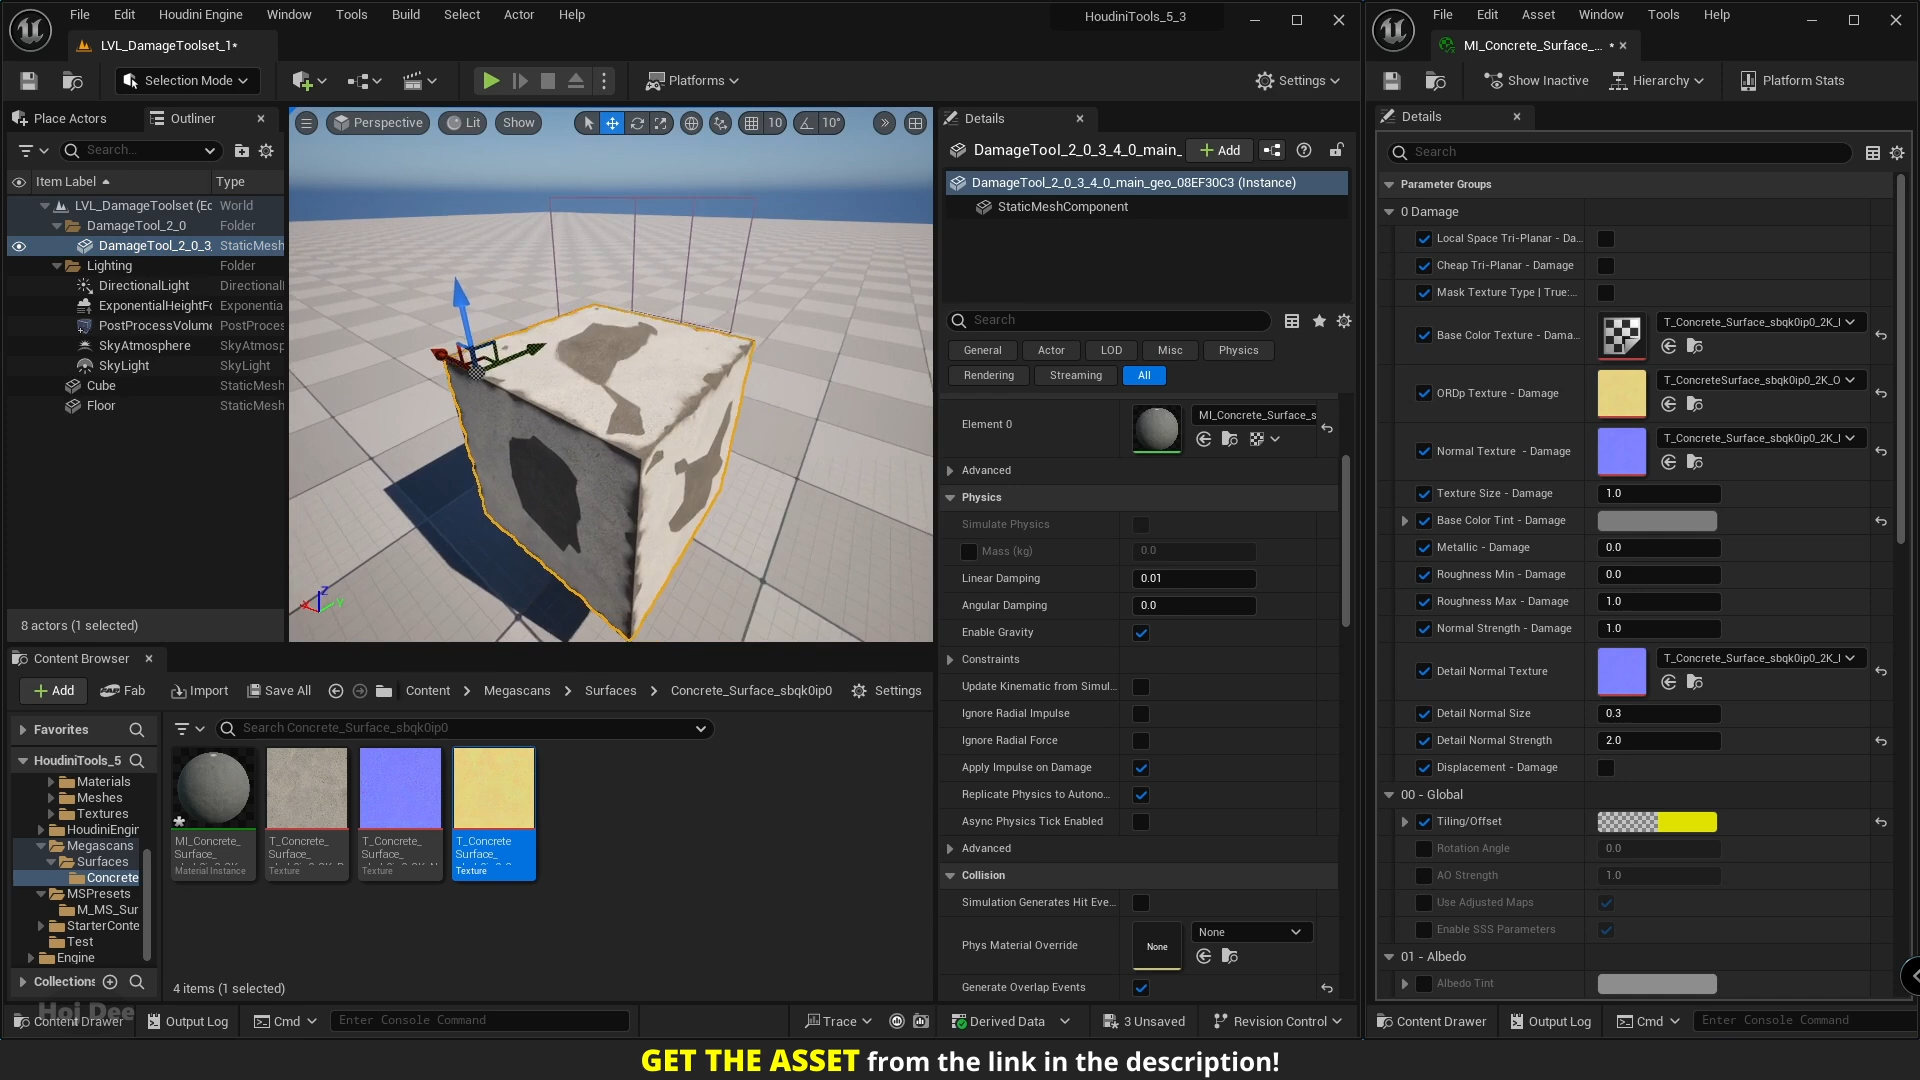 File Edit Houdini Engine Window Tools Build Select Actor Help HoudiniTools_5_3
LVL_DamageToolset_1*
Selection Mode Platforms Settings
Place Actors Outliner
Search...
Item Label Type
LVL_DamageToolset (Ec World
DamageTool_2_0 Folder
DamageTool_2_0_3_ StaticMesh
Lighting Folder
DirectionalLight Directional
ExponentialHeightFo Exponentia
PostProcessVolume PostProces
SkyAtmosphere SkyAtmosp
SkyLight SkyLight
Cube StaticMesh
Floor StaticMesh
8 actors (1 selected)
Perspective Lit Show 10 10°
Z
Y
Details
DamageTool_2_0_3_4_0_main_ Add
DamageTool_2_0_3_4_0_main_geo_08EF30C3 (Instance)
StaticMeshComponent
Search
General Actor LOD Misc Physics
Rendering Streaming All
Element 0 MI_Concrete_Surface_s
Advanced
Physics
Simulate Physics
Mass (kg) 0.0
Linear Damping 0.01
Angular Damping 0.0
Enable Gravity
Constraints
Update Kinematic from Simul...
Ignore Radial Impulse
Ignore Radial Force
Apply Impulse on Damage
Replicate Physics to Autono...
Async Physics Tick Enabled
Advanced
Collision
Simulation Generates Hit Eve...
Phys Material Override None None
Generate Overlap Events
Content Browser
Add Fab Import Save All Content Megascans Surfaces Concrete_Surface_sbqk0ip0 Settings
Favorites
Search Concrete_Surface_sbqk0ip0
HoudiniTools_5
Materials
Meshes
Textures
HoudiniEngir
Megascans
Surfaces
Concrete
MSPresets
M_MS_Sur
StarterConte
Test
Engine
Collections
MI_Concrete_ T_Concrete_ T_Concrete_ T_Concrete
Surface_ Surface_ Surface_ Surface_
Material Instance Texture Texture Texture
4 items (1 selected)
Hoj Dee
Content Drawer Output Log Cmd Enter Console Command Trace Derived Data 3 Unsaved Revision Control
File Edit Asset Window Tools Help
MI_Concrete_Surface_... *
Show Inactive Hierarchy Platform Stats
Details
Search
Parameter Groups
0 Damage
Local Space Tri-Planar - Da...
Cheap Tri-Planar - Damage
Mask Texture Type | True:...
Base Color Texture - Dama... T_Concrete_Surface_sbqk0ip0_2K_
ORDp Texture - Damage T_ConcreteSurface_sbqk0ip0_2K_O
Normal Texture - Damage T_Concrete_Surface_sbqk0ip0_2K_
Texture Size - Damage 1.0
Base Color Tint - Damage
Metallic - Damage 0.0
Roughness Min - Damage 0.0
Roughness Max - Damage 1.0
Normal Strength - Damage 1.0
Detail Normal Texture T_Concrete_Surface_sbqk0ip0_2K_
Detail Normal Size 0.3
Detail Normal Strength 2.0
Displacement - Damage
00 - Global
Tiling/Offset
Rotation Angle 0.0
AO Strength 1.0
Use Adjusted Maps
Enable SSS Parameters
01 - Albedo
Albedo Tint
Content Drawer Output Log Cmd Enter Console Command
GET THE ASSET from the link in the description!